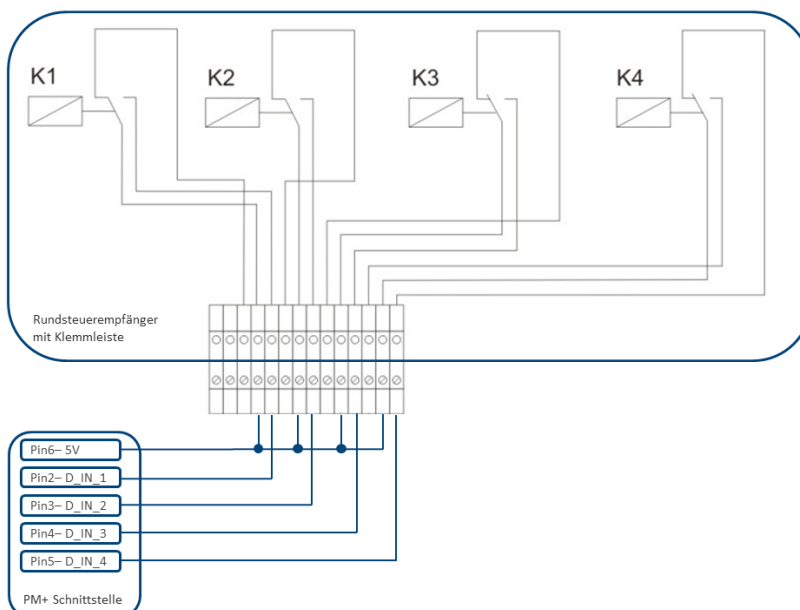 K1
K2
K3
K4
Rundsteuerempfänger
mit Klemmleiste
Pin6– 5V
Pin2– D_IN_1
Pin3– D_IN_2
Pin4– D_IN_3
Pin5– D_IN_4
PM+ Schnittstelle